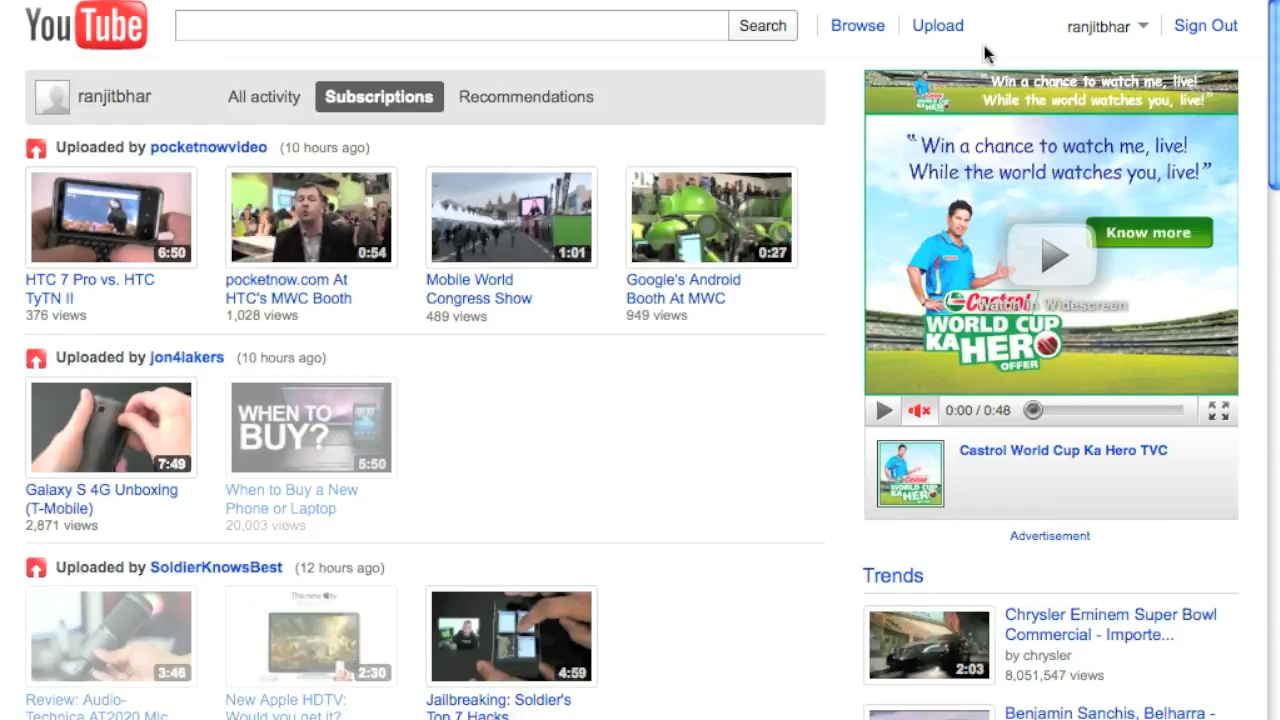 YouTube
Search
Browse
Upload
ranjitbhar
Sign Out
ranjitbhar
All activity
Subscriptions
Recommendations
Uploaded by pocketnowvideo (10 hours ago)
6:50
0:54
1:01
0:27
HTC 7 Pro vs. HTC
TyTN II
376 views
pocketnow.com At
HTC's MWC Booth
1,028 views
Mobile World
Congress Show
489 views
Google's Android
Booth At MWC
949 views
Uploaded by jon4lakers (10 hours ago)
7:49
WHEN TO
BUY?
5:50
Galaxy S 4G Unboxing
(T-Mobile)
2,871 views
When to Buy a New
Phone or Laptop
20,003 views
Uploaded by SoldierKnowsBest (12 hours ago)
3:46
The new tv
2:30
4:59
Review: Audio-
Technica AT2020 Mic
New Apple HDTV:
Would you get it?
Jailbreaking: Soldier's
Top 7 Hacks
"Win a chance to watch me, live!
While the world watches you, live!"
"Win a chance to watch me, live!
While the world watches you, live!"
Know more
Castrol
Watch in Widescreen
WORLD CUP
KA HERO
OFFER
0:00 / 0:48
Castrol World Cup Ka Hero TVC
Advertisement
Trends
2:03
Chrysler Eminem Super Bowl
Commercial - Importe...
by chrysler
8,051,547 views
Benjamin Sanchis, Belharra -